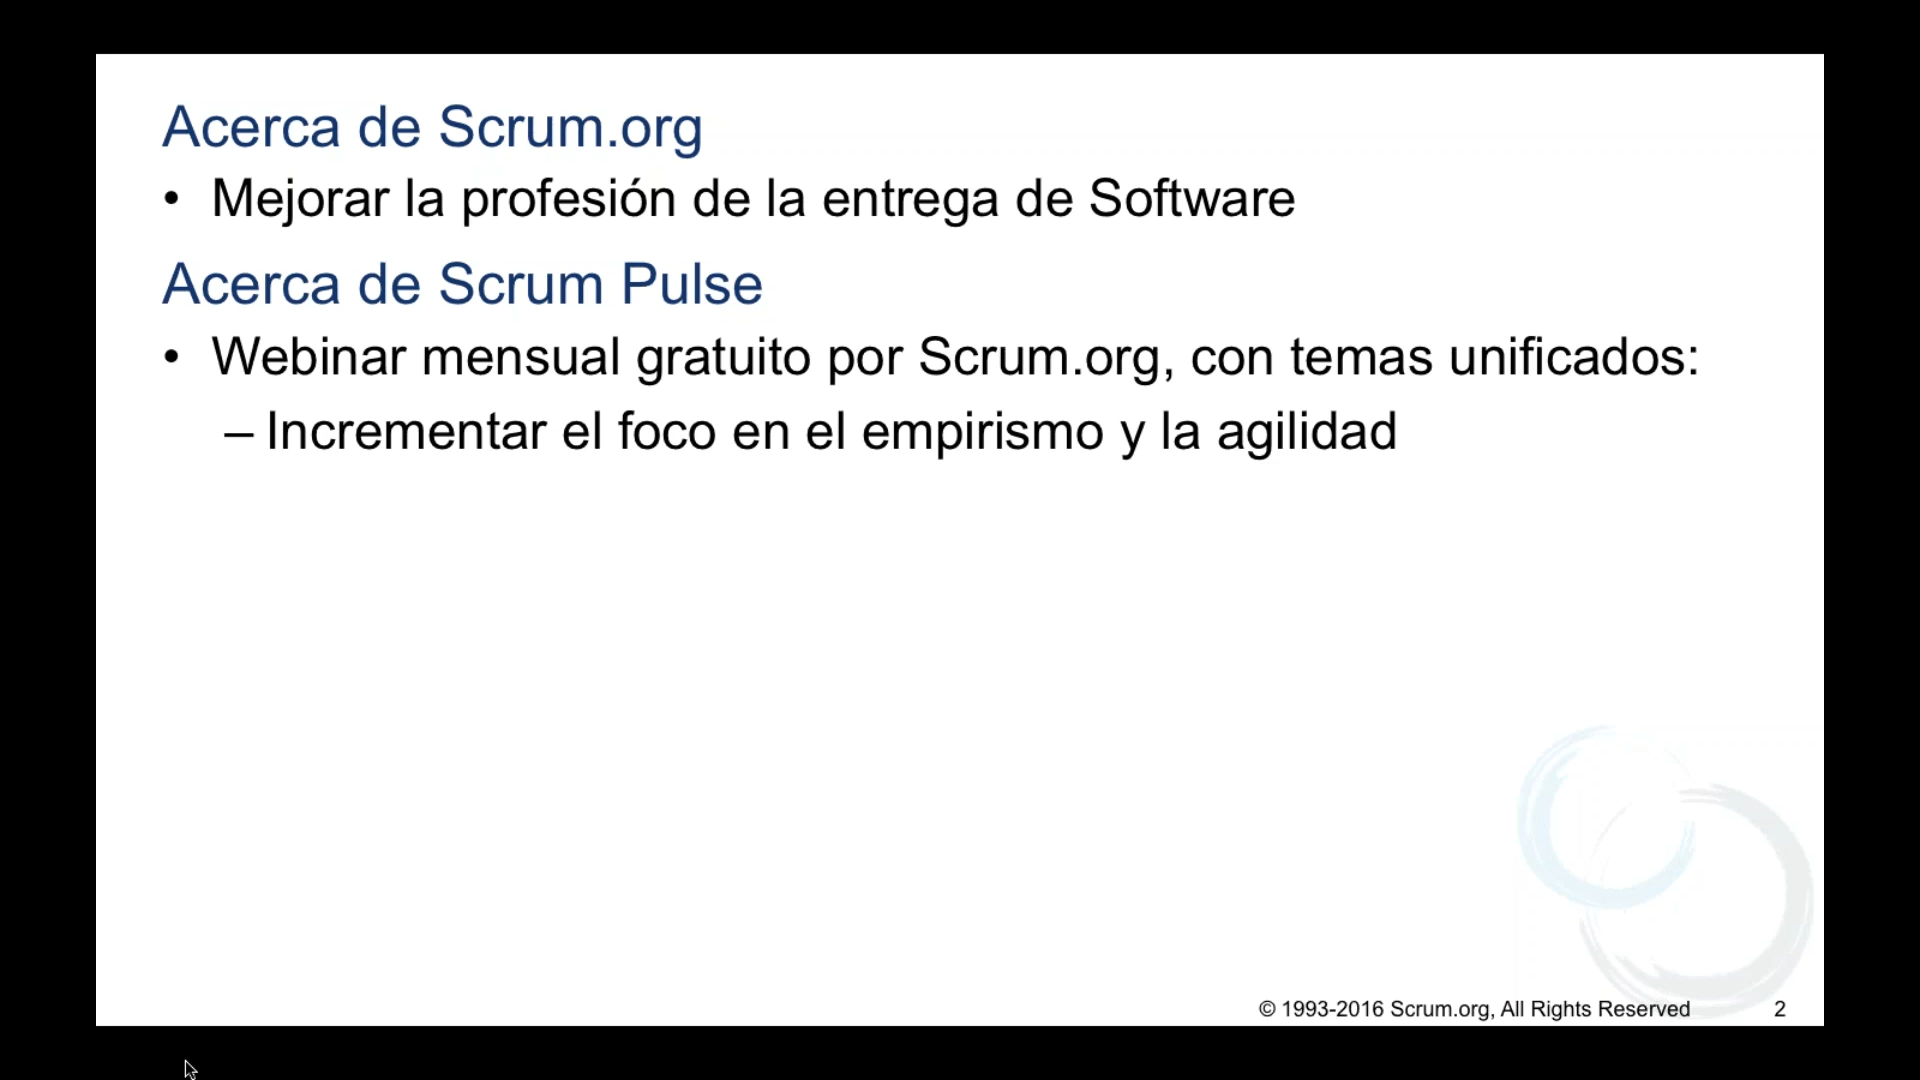 Acerca de Scrum.org
• Mejorar la profesión de la entrega de Software
Acerca de Scrum Pulse
• Webinar mensual gratuito por Scrum.org, con temas unificados:
– Incrementar el foco en el empirismo y la agilidad
© 1993-2016 Scrum.org, All Rights Reserved 2